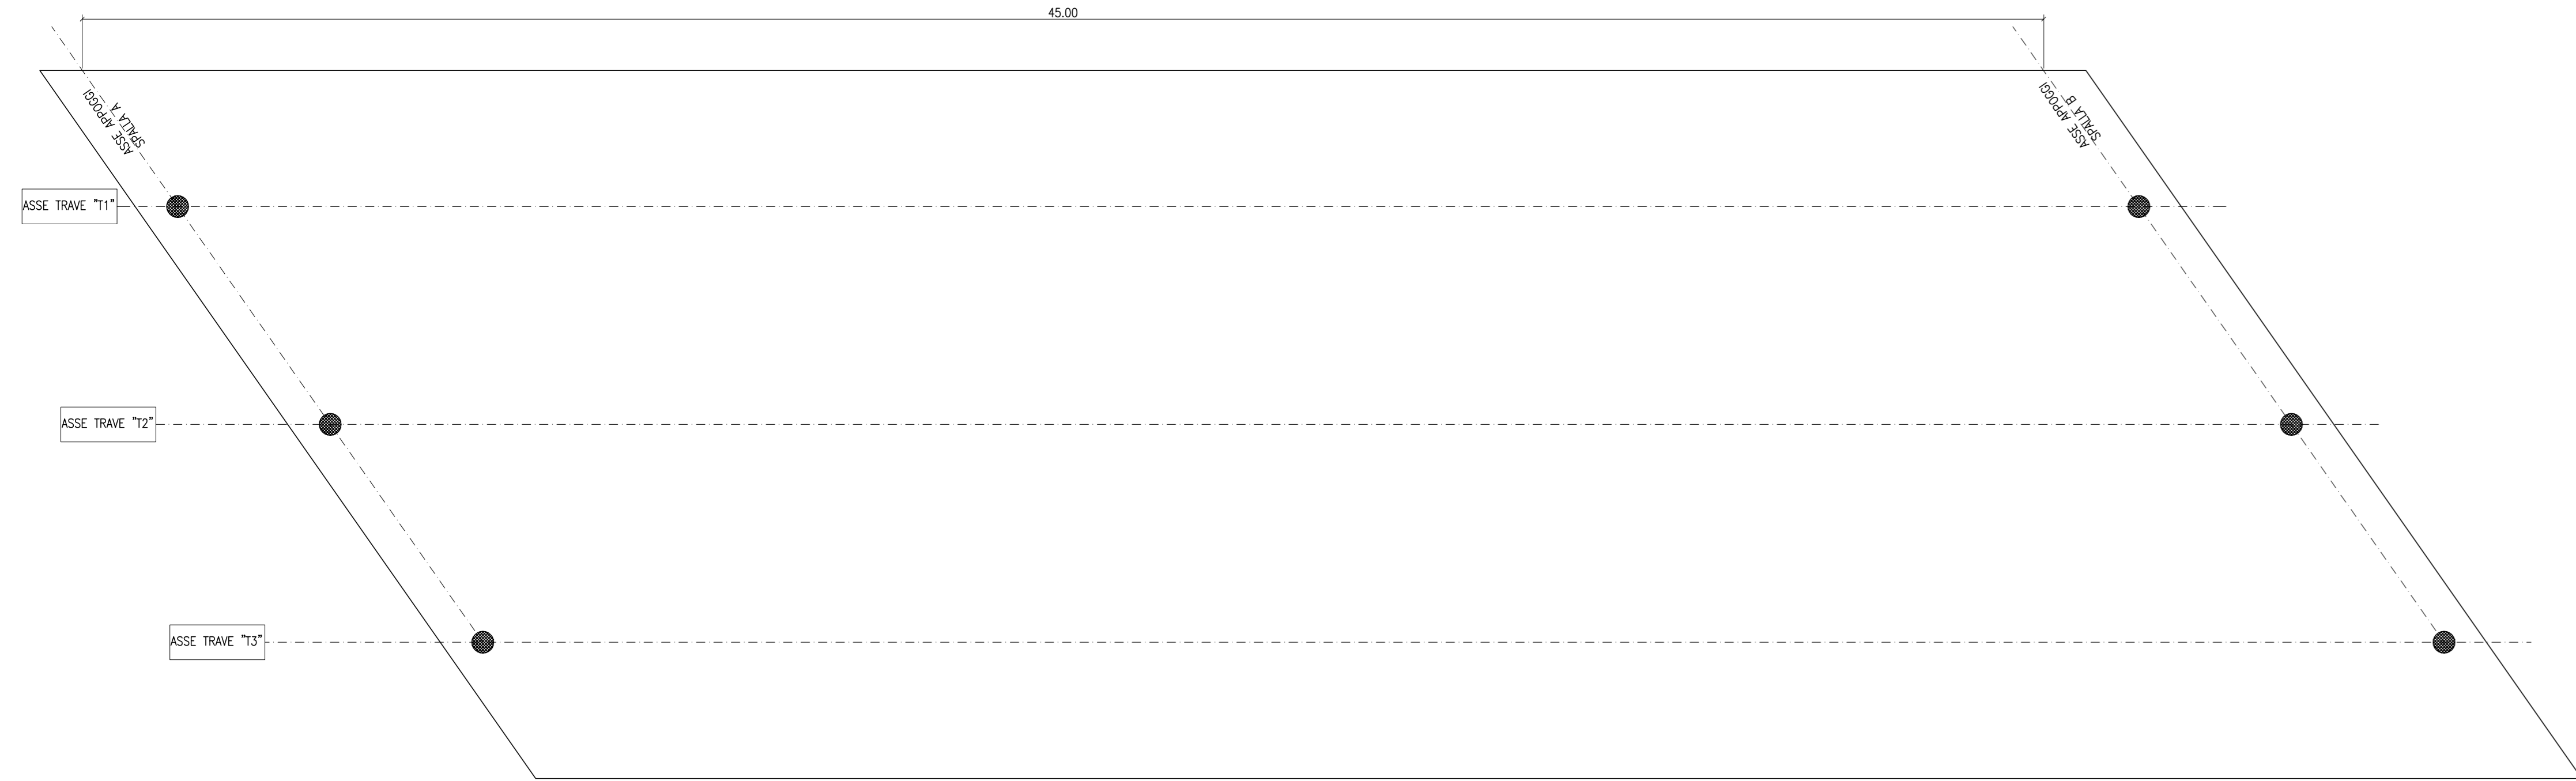 45.00
ASSE APPOGGI
SPALLA A
ASSE APPOGGI
SPALLA B
ASSE TRAVE "T1"
ASSE TRAVE "T2"
ASSE TRAVE "T3"